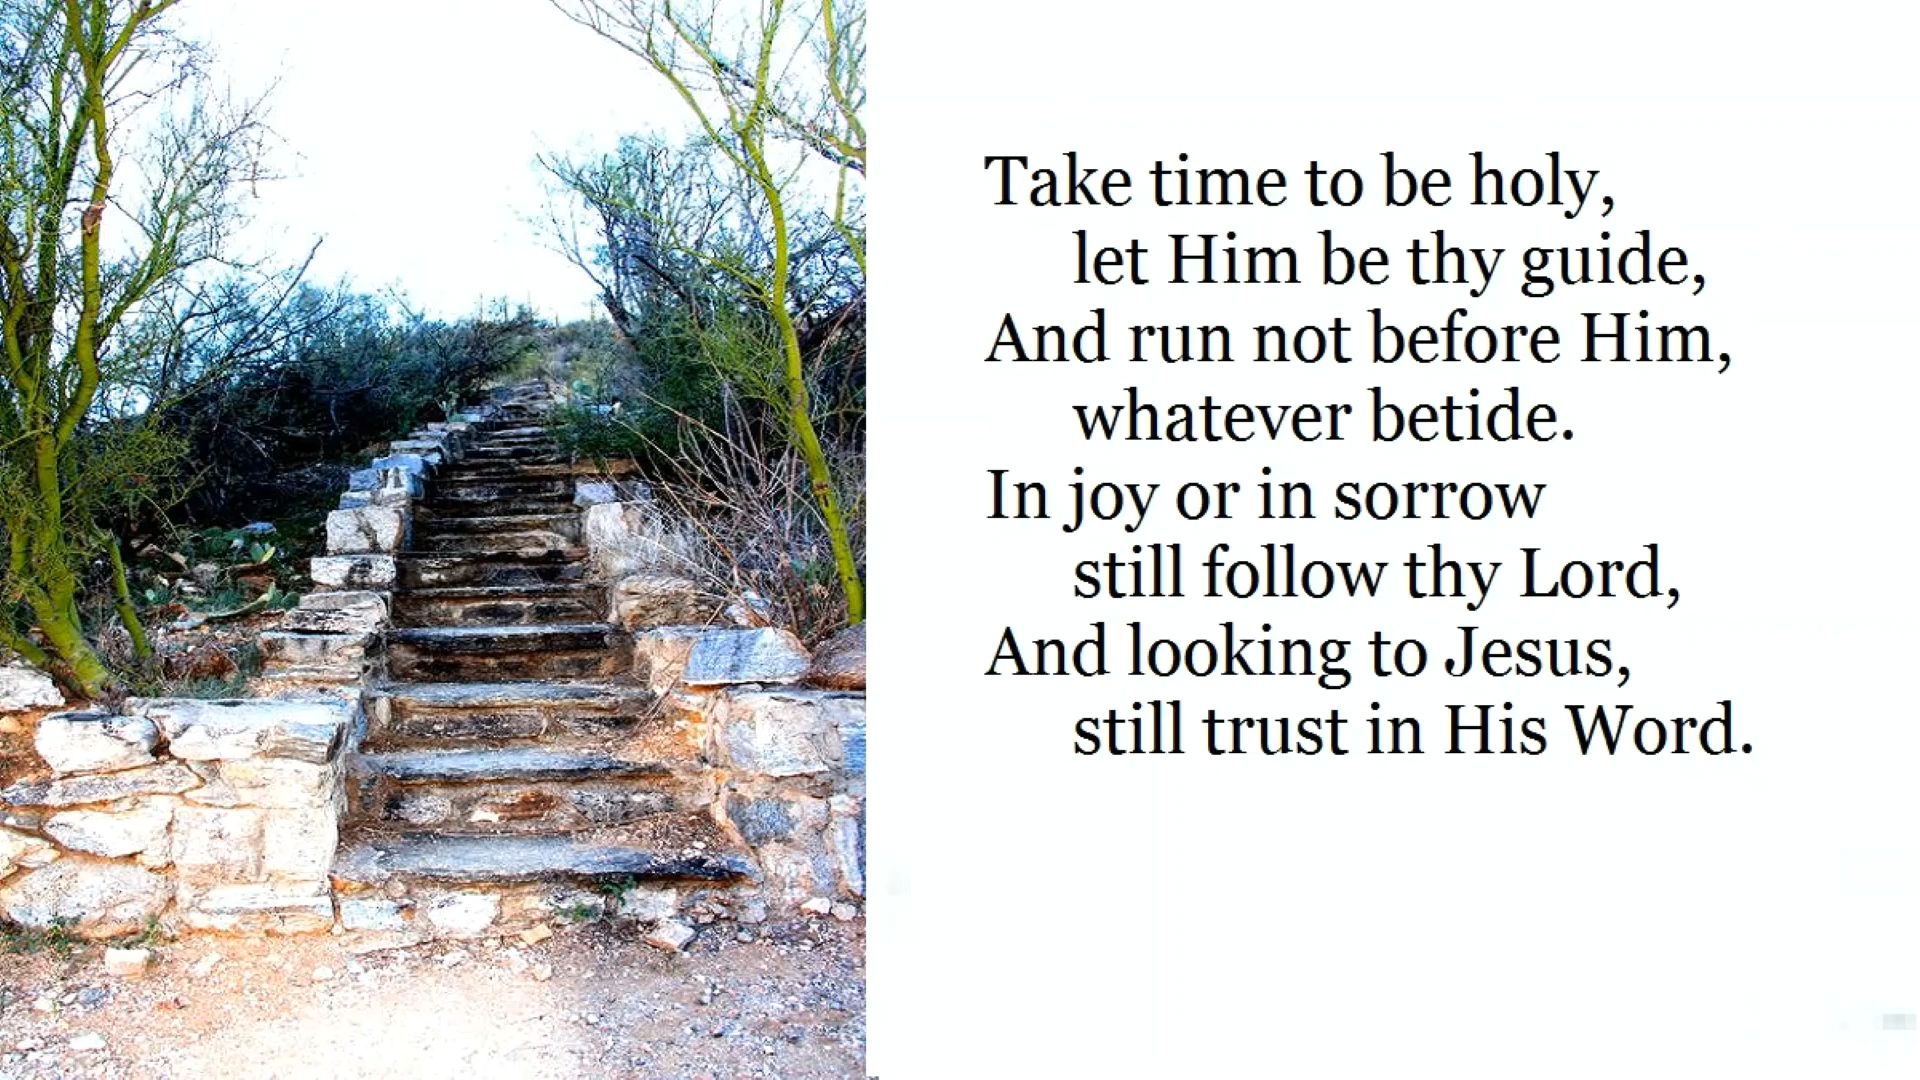 Take time to be holy,
let Him be thy guide,
And run not before Him,
whatever betide.
In joy or in sorrow
still follow thy Lord,
And looking to Jesus,
still trust in His Word.